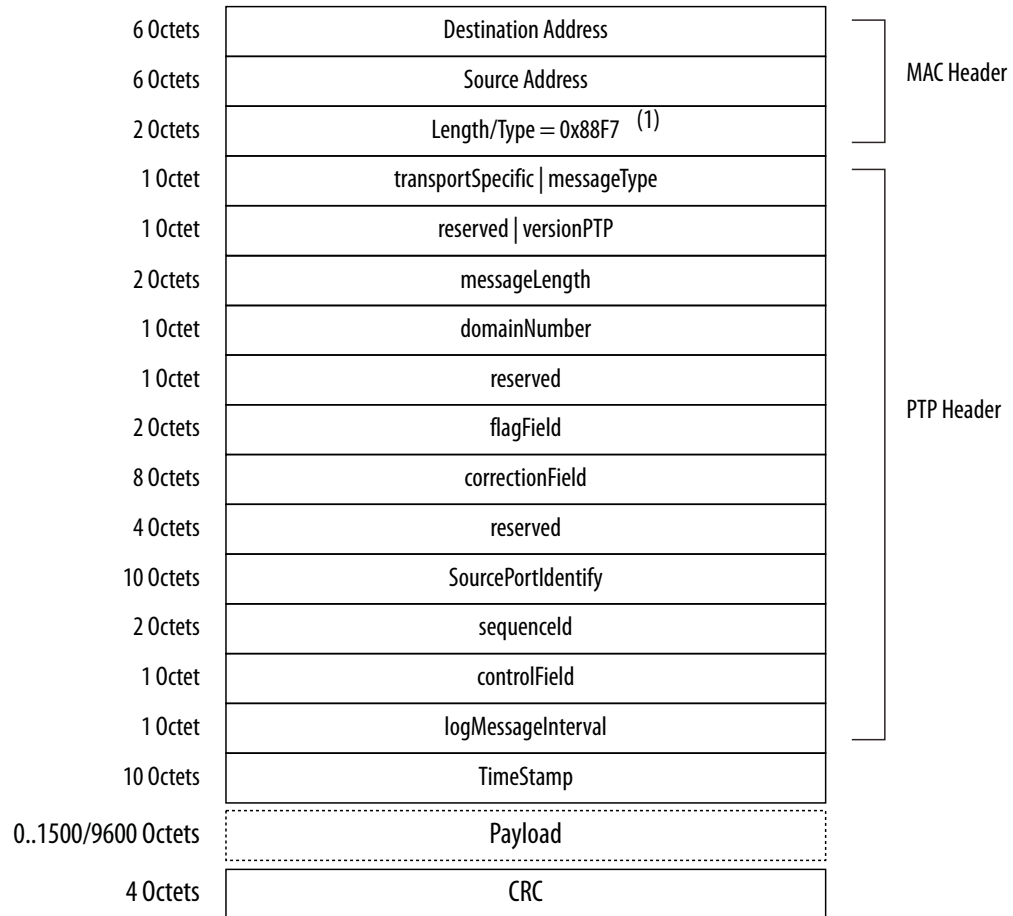 6 Octets Destination Address
6 Octets Source Address
MAC Header
2 Octets Length/Type = 0x88F7 (1)
1 Octet transportSpecific | messageType
1 Octet reserved | versionPTP
2 Octets messageLength
1 Octet domainNumber
1 Octet reserved
2 Octets flagField
PTP Header
8 Octets correctionField
4 Octets reserved
10 Octets SourcePortIdentify
2 Octets sequenceId
1 Octet controlField
1 Octet logMessageInterval
10 Octets TimeStamp
0..1500/9600 Octets Payload
4 Octets CRC